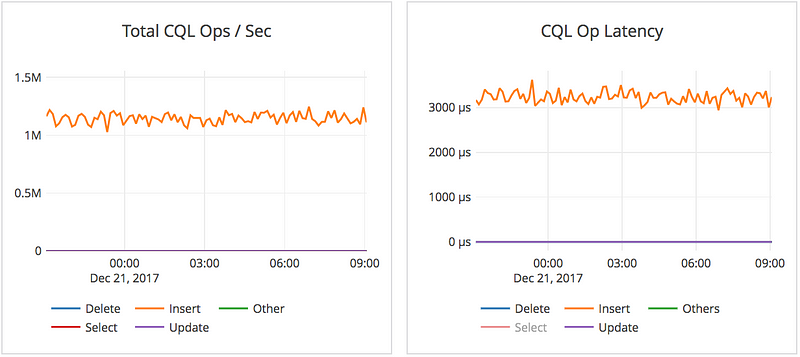 Total CQL Ops / Sec
1.5M
1M
0.5M
0
00:00 03:00 06:00 09:00
Dec 21, 2017
Delete Insert Other
Select Update
CQL Op Latency
3000 µs
2000 µs
1000 µs
0 µs
00:00 03:00 06:00 09:00
Dec 21, 2017
Delete Insert Others
Select Update